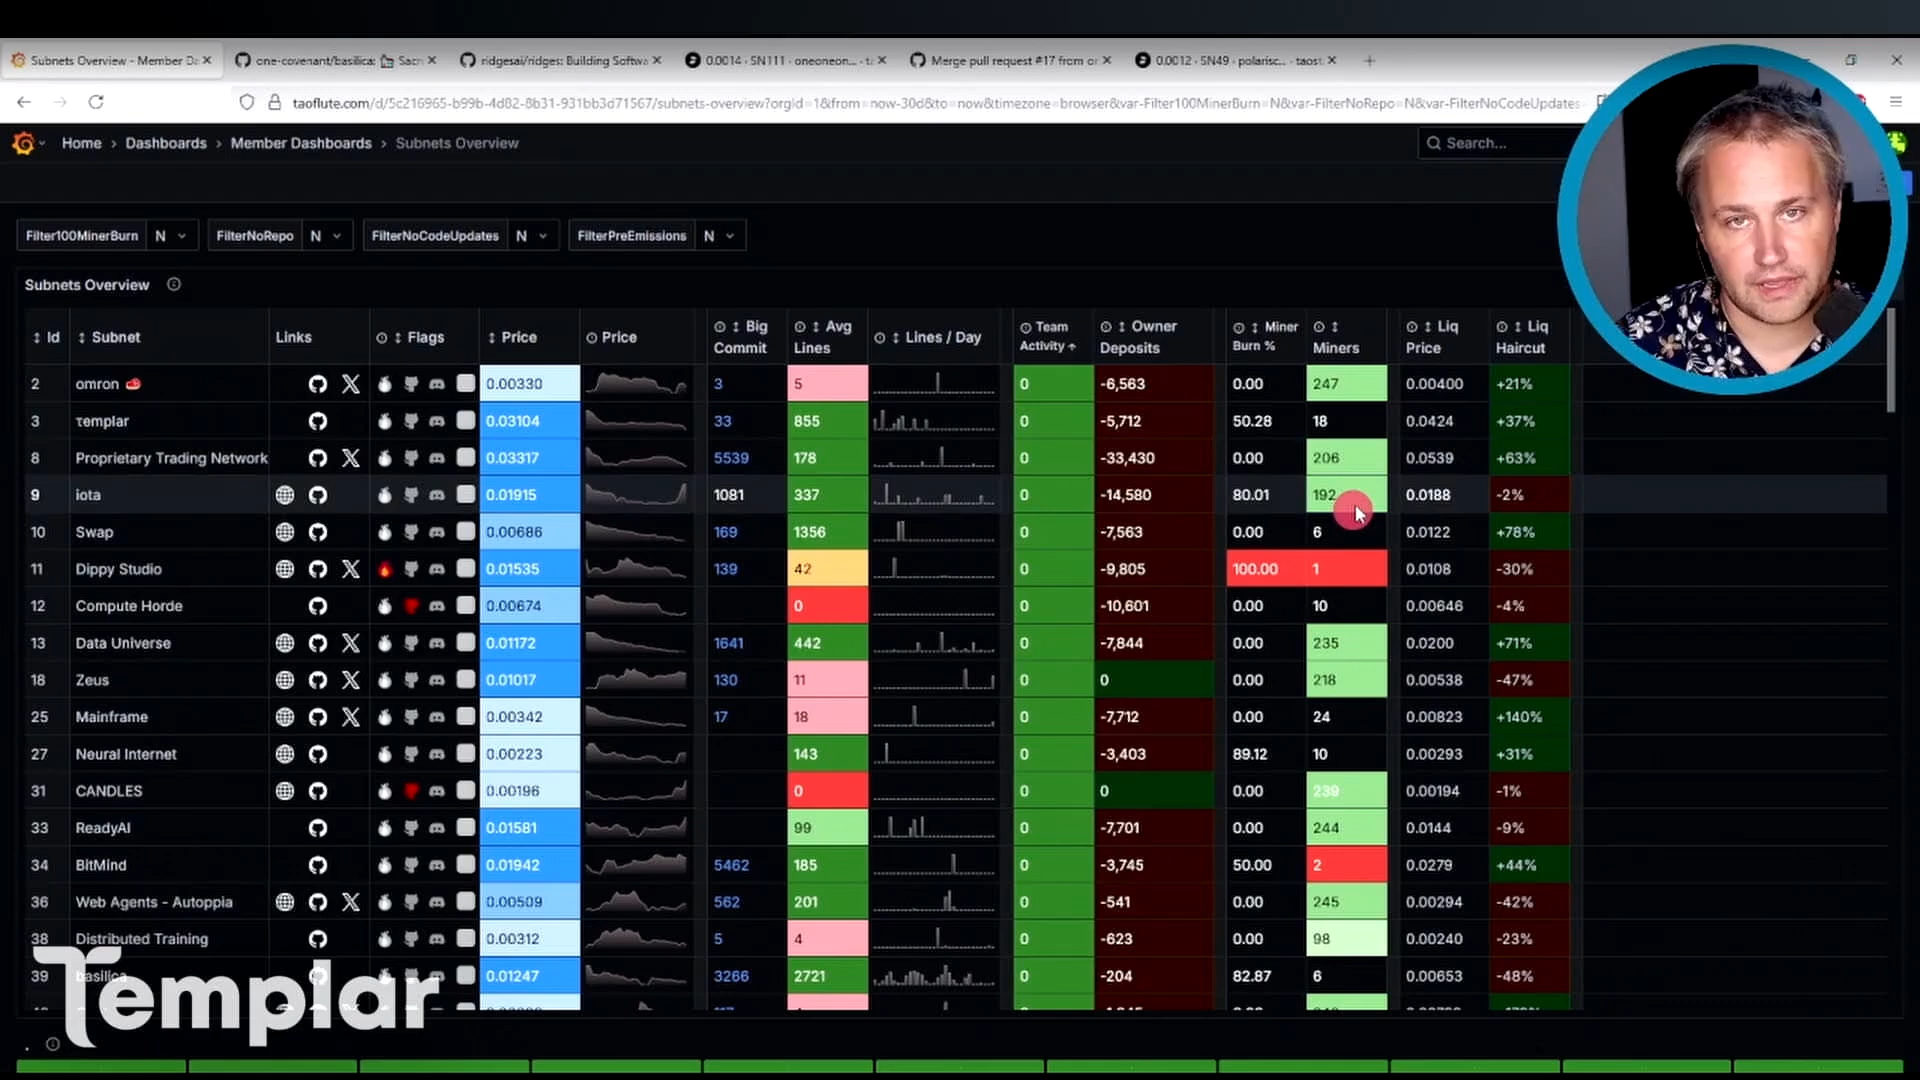 Subnets Overview - Member Da one-covenant/basilica: Sacr ridgesai/ridges: Building Softwa 0.0014 · SN111 · oneoneon... · ta Merge pull request #17 from or 0.0012 · SN49 · polarisc... · taost
taoflute.com/d/5c216965-b99b-4d82-8b31-931bb3d71567/subnets-overview?orgId=1&from=now-30d&to=now&timezone=browser&var-Filter100MinerBurn=N&var-FilterNoRepo=N&var-FilterNoCodeUpdates=
Home › Dashboards › Member Dashboards › Subnets Overview Search...
Filter100MinerBurn N FilterNoRepo N FilterNoCodeUpdates N FilterPreEmissions N
Subnets Overview
Id Subnet Links Flags Price Price Big Commit Avg Lines Lines / Day Team Activity Owner Deposits Miner Burn % Miners Liq Price Liq Haircut
2 omron 0.00330 3 5 0 -6,563 0.00 247 0.00400 +21%
3 τemplar 0.03104 33 855 0 -5,712 50.28 18 0.0424 +37%
8 Proprietary Trading Network 0.03317 5539 178 0 -33,430 0.00 206 0.0539 +63%
9 iota 0.01915 1081 337 0 -14,580 80.01 192 0.0188 -2%
10 Swap 0.00686 169 1356 0 -7,563 0.00 6 0.0122 +78%
11 Dippy Studio 0.01535 139 42 0 -9,805 100.00 1 0.0108 -30%
12 Compute Horde 0.00674 0 0 -10,601 0.00 10 0.00646 -4%
13 Data Universe 0.01172 1641 442 0 -7,844 0.00 235 0.0200 +71%
18 Zeus 0.01017 130 11 0 0 0.00 218 0.00538 -47%
25 Mainframe 0.00342 17 18 0 -7,712 0.00 24 0.00823 +140%
27 Neural Internet 0.00223 143 0 -3,403 89.12 10 0.00293 +31%
31 CANDLES 0.00196 0 0 0 0.00 239 0.00194 -1%
33 ReadyAI 0.01581 99 0 -7,701 0.00 244 0.0144 -9%
34 BitMind 0.01942 5462 185 0 -3,745 50.00 2 0.0279 +44%
36 Web Agents - Autoppia 0.00509 562 201 0 -541 0.00 245 0.00294 -42%
38 Distributed Training 0.00312 5 4 0 -623 0.00 98 0.00240 -23%
39 basilica 0.01247 3266 2721 0 -204 82.87 6 0.00653 -48%
Templar